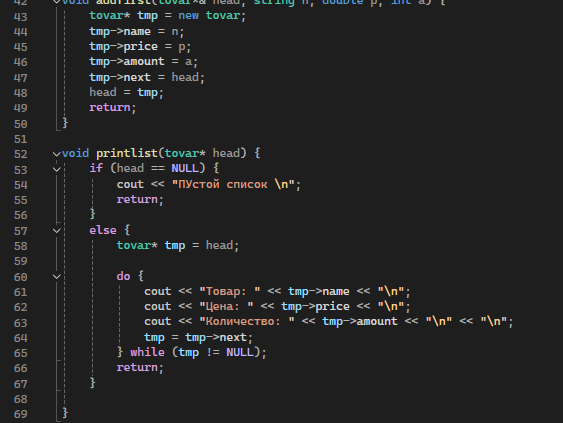 42 void addfirst(tovar*& head, string n, double p, int a) {
43 tovar* tmp = new tovar;
44 tmp->name = n;
45 tmp->price = p;
46 tmp->amount = a;
47 tmp->next = head;
48 head = tmp;
49 return;
50 }
51
52 void printlist(tovar* head) {
53 if (head == NULL) {
54 cout << "ПУстой список \n";
55 return;
56 }
57 else {
58 tovar* tmp = head;
59
60 do {
61 cout << "Товар: " << tmp->name << "\n";
62 cout << "Цена: " << tmp->price << "\n";
63 cout << "Количество: " << tmp->amount << "\n" << "\n";
64 tmp = tmp->next;
65 } while (tmp != NULL);
66 return;
67 }
68
69 }